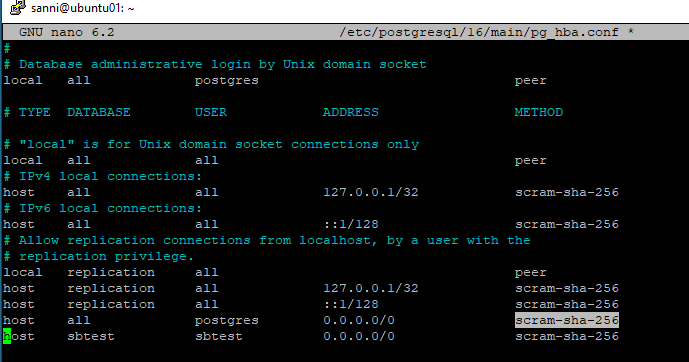 sanni@ubuntu01: ~
GNU nano 6.2 /etc/postgresql/16/main/pg_hba.conf *
#
# Database administrative login by Unix domain socket
local all postgres peer
# TYPE DATABASE USER ADDRESS METHOD
# "local" is for Unix domain socket connections only
local all all peer
# IPv4 local connections:
host all all 127.0.0.1/32 scram-sha-256
# IPv6 local connections:
host all all ::1/128 scram-sha-256
# Allow replication connections from localhost, by a user with the
# replication privilege.
local replication all peer
host replication all 127.0.0.1/32 scram-sha-256
host replication all ::1/128 scram-sha-256
host all postgres 0.0.0.0/0 scram-sha-256
host sbtest sbtest 0.0.0.0/0 scram-sha-256